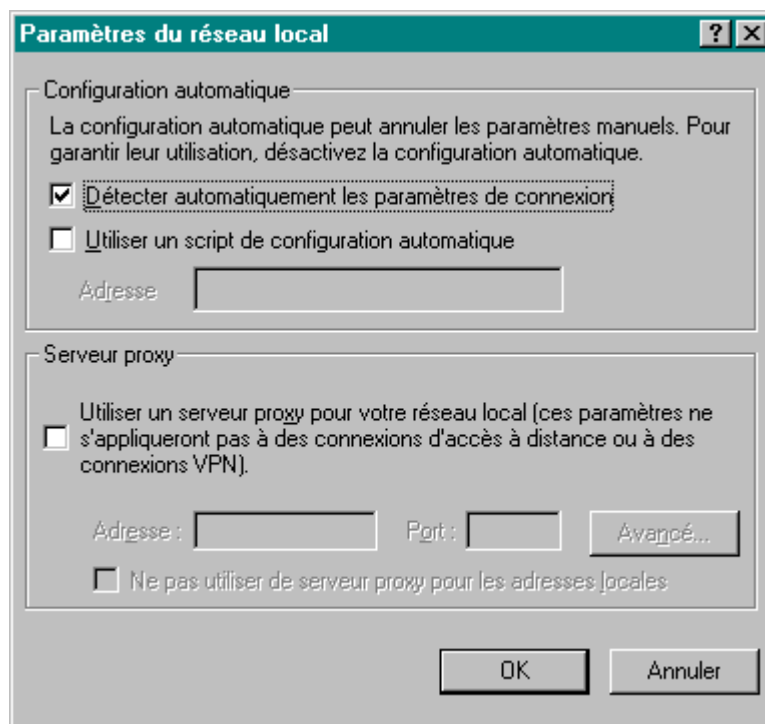 Paramètres du réseau local
Configuration automatique
La configuration automatique peut annuler les paramètres manuels. Pour
garantir leur utilisation, désactivez la configuration automatique.
Détecter automatiquement les paramètres de connexion
Utiliser un script de configuration automatique
Adresse
Serveur proxy
Utiliser un serveur proxy pour votre réseau local (ces paramètres ne
s'appliqueront pas à des connexions d'accès à distance ou à des
connexions VPN).
Adresse : Port : Avancé...
Ne pas utiliser de serveur proxy pour les adresses locales
OK Annuler